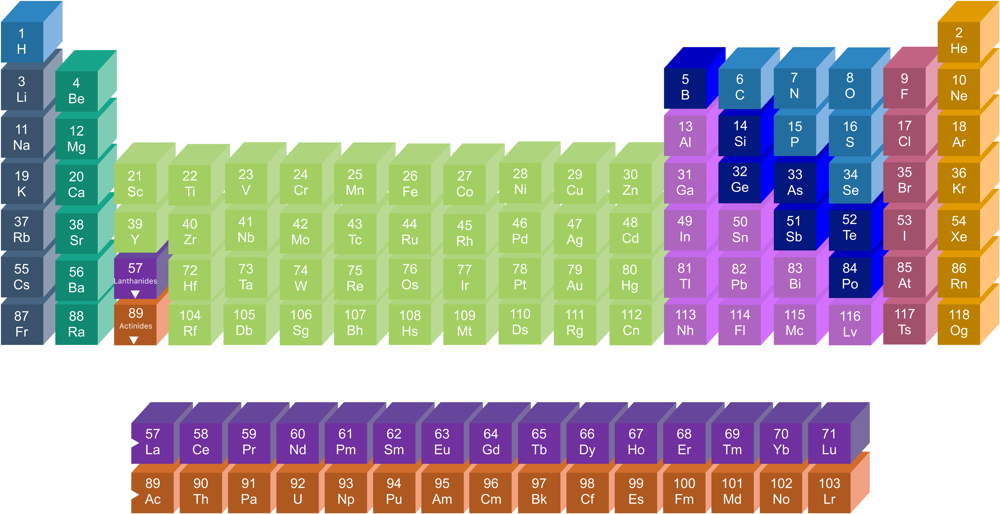 1 2
H He
3 4 5 6 7 8 9 10
Li Be B C N O F Ne
11 12 13 14 15 16 17 18
Na Mg Al Si P S Cl Ar
19 20 21 22 23 24 25 26 27 28 29 30 31 32 33 34 35 36
K Ca Sc Ti V Cr Mn Fe Co Ni Cu Zn Ga Ge As Se Br Kr
37 38 39 40 41 42 43 44 45 46 47 48 49 50 51 52 53 54
Rb Sr Y Zr Nb Mo Tc Ru Rh Pd Ag Cd In Sn Sb Te I Xe
55 56 57 72 73 74 75 76 77 78 79 80 81 82 83 84 85 86
Cs Ba Lanthanides Hf Ta W Re Os Ir Pt Au Hg Tl Pb Bi Po At Rn
87 88 89 104 105 106 107 108 109 110 111 112 113 114 115 116 117 118
Fr Ra Actinides Rf Db Sg Bh Hs Mt Ds Rg Cn Nh Fl Mc Lv Ts Og
57 58 59 60 61 62 63 64 65 66 67 68 69 70 71
La Ce Pr Nd Pm Sm Eu Gd Tb Dy Ho Er Tm Yb Lu
89 90 91 92 93 94 95 96 97 98 99 100 101 102 103
Ac Th Pa U Np Pu Am Cm Bk Cf Es Fm Md No Lr